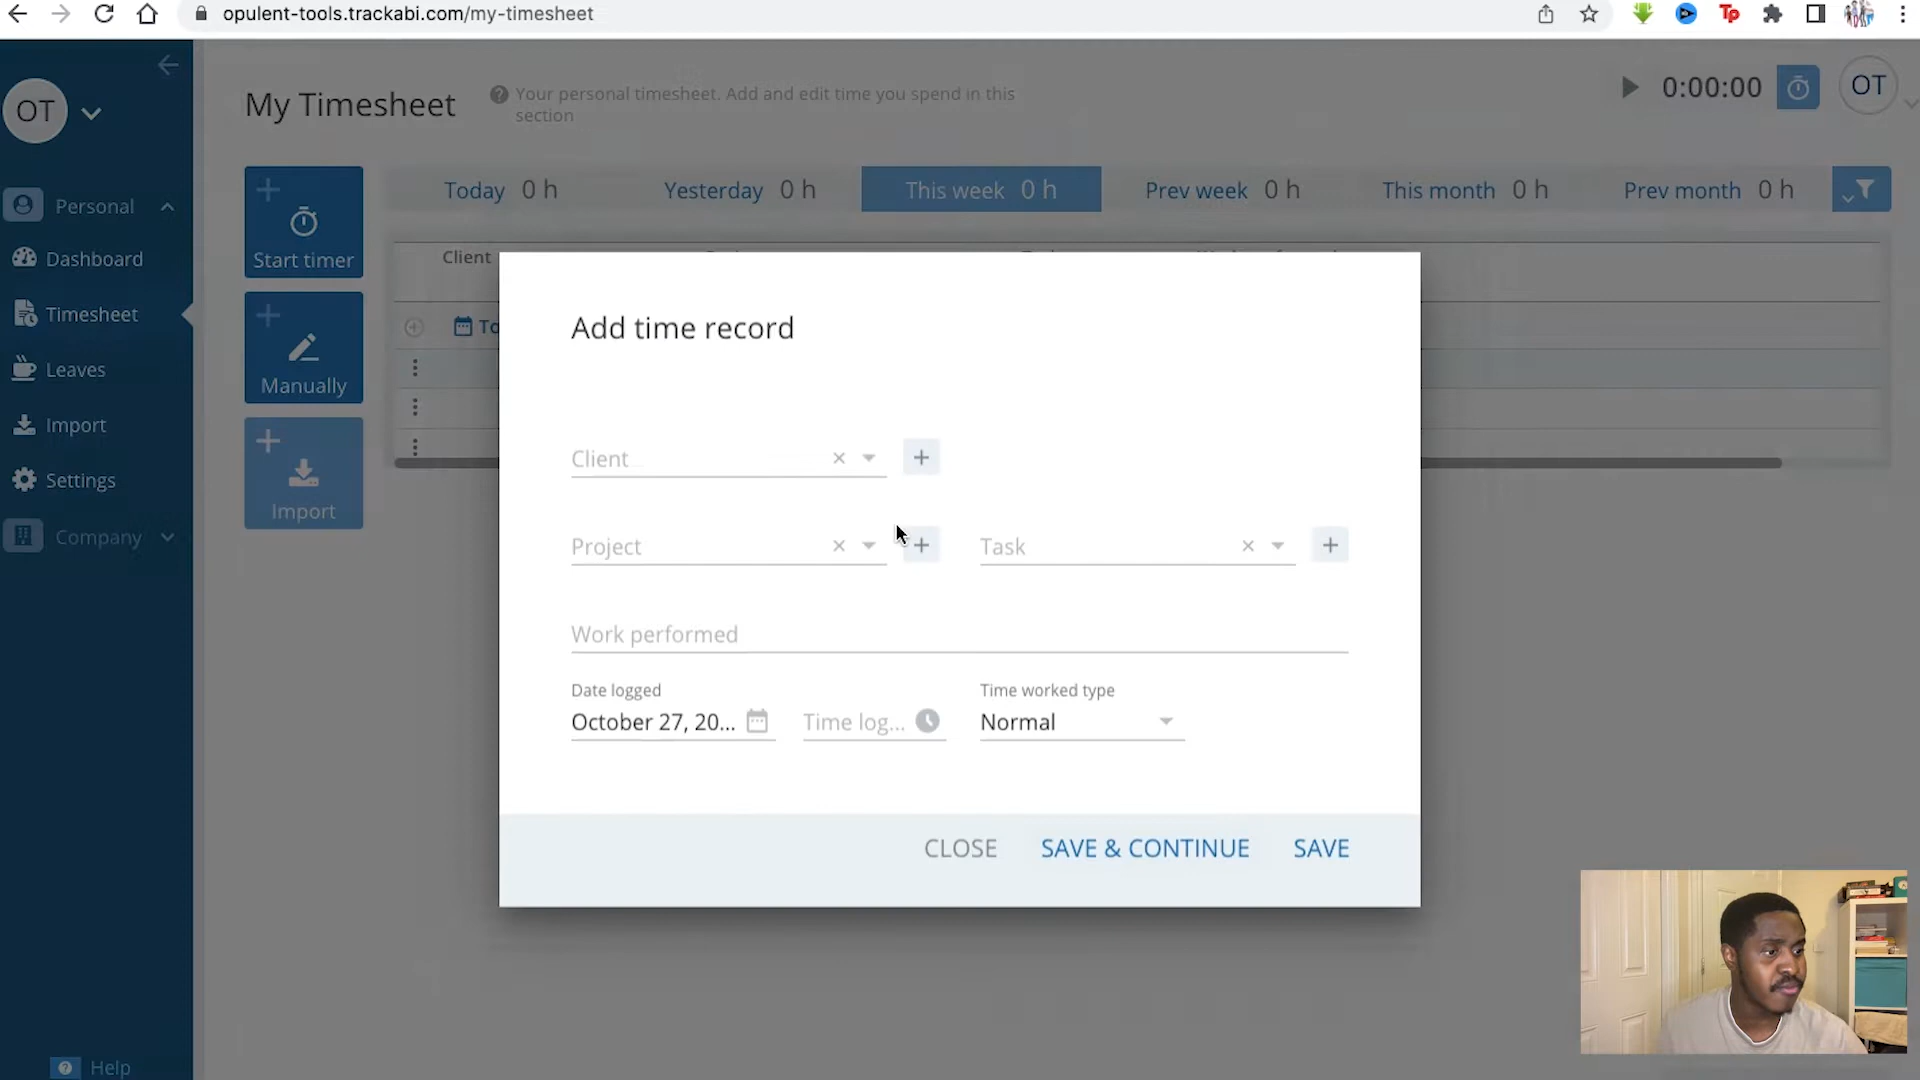 opulent-tools.trackabi.com/my-timesheet
Tp
OT
My Timesheet
Your personal timesheet. Add and edit time you spend in this
section
0:00:00
OT
Personal
Dashboard
Timesheet
Leaves
Import
Settings
Company
Help
Start timer
Manually
Import
Today 0 h
Yesterday 0 h
This week 0 h
Prev week 0 h
This month 0 h
Prev month 0 h
Client
Add time record
Client
Project
Task
Work performed
Date logged
October 27, 20...
Time log...
Time worked type
Normal
CLOSE
SAVE & CONTINUE
SAVE